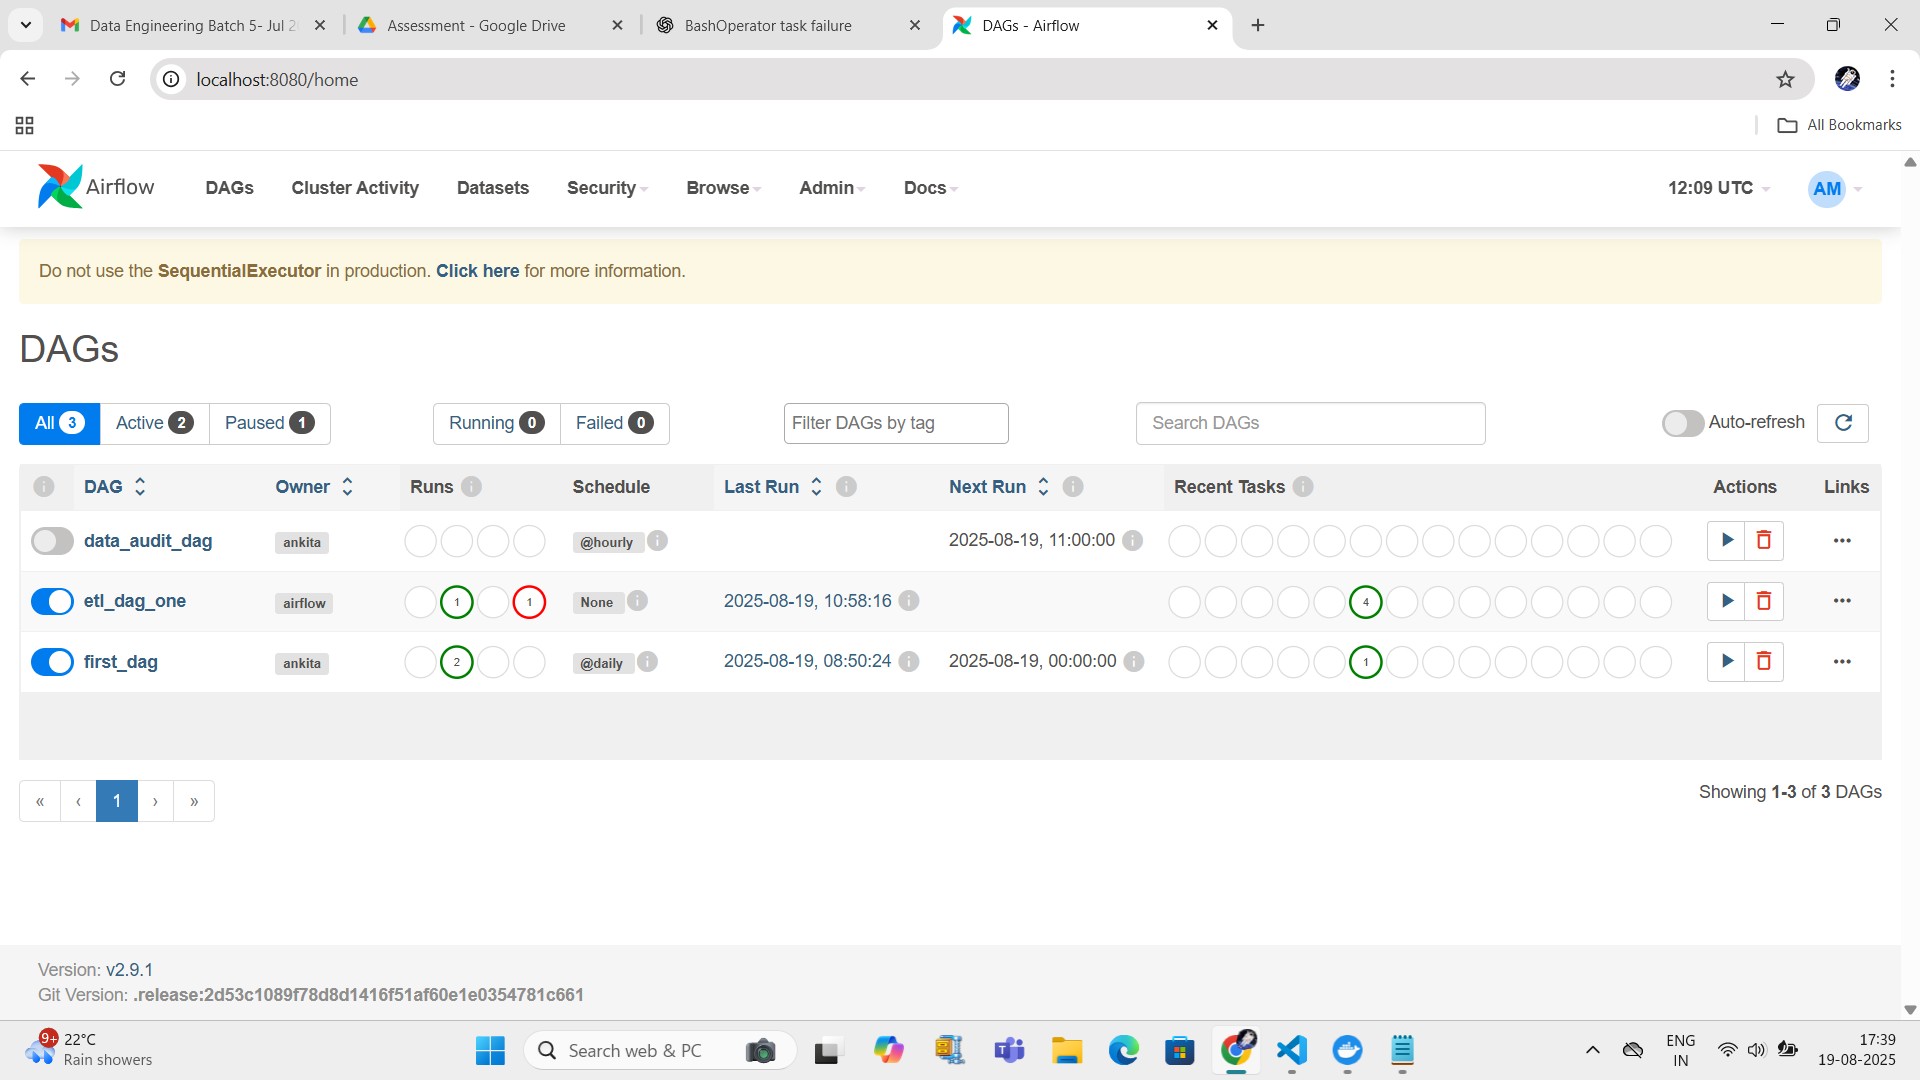 Data Engineering Batch 5- Jul 2
Assessment - Google Drive
BashOperator task failure
DAGs - Airflow
localhost:8080/home
All Bookmarks
Airflow
DAGs
Cluster Activity
Datasets
Security
Browse
Admin
Docs
12:09 UTC
AM
Do not use the SequentialExecutor in production. Click here for more information.
DAGs
All 3
Active 2
Paused 1
Running 0
Failed 0
Filter DAGs by tag
Search DAGs
Auto-refresh
DAG Owner Runs Schedule Last Run Next Run Recent Tasks Actions Links
data_audit_dag ankita @hourly 2025-08-19, 11:00:00
etl_dag_one airflow 1 1 None 2025-08-19, 10:58:16 4
first_dag ankita 2 @daily 2025-08-19, 08:50:24 2025-08-19, 00:00:00 1
« ‹ 1 › »
Showing 1-3 of 3 DAGs
Version: v2.9.1
Git Version: .release:2d53c1089f78d8d1416f51af60e1e0354781c661
9+
22°C
Rain showers
Search web & PC
ENG
IN
17:39
19-08-2025